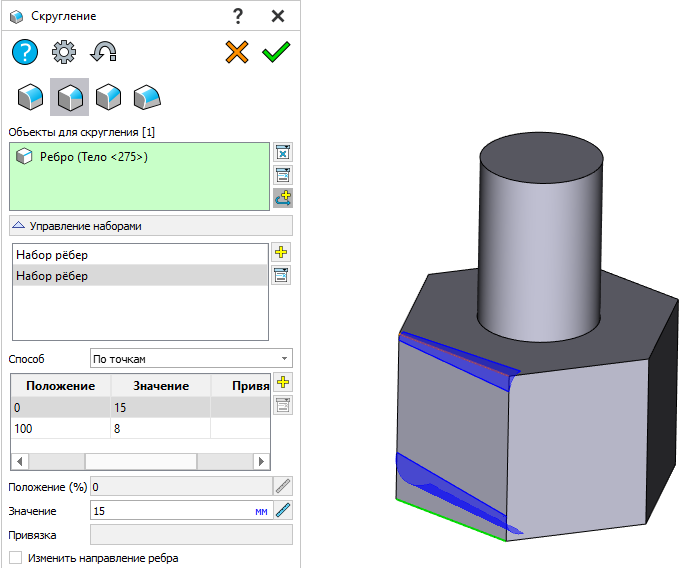 Скругление ? ×
?
Объекты для скругления [1]
Ребро (Тело <275>)
Управление наборами
Набор рёбер
Набор рёбер
Способ По точкам
Положение Значение Привя
0 15
100 8
Положение (%) 0
Значение 15 мм
Привязка
Изменить направление ребра